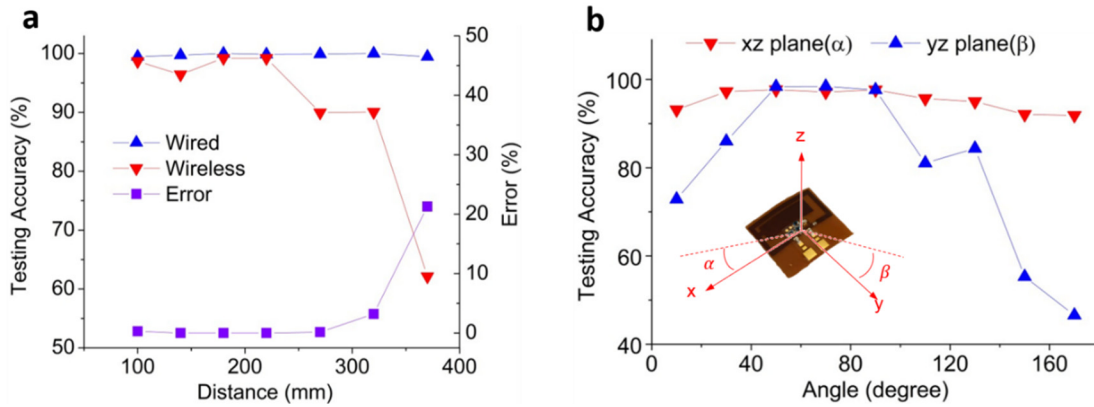 a
100
90
80
70
60
50
Testing Accuracy (%)
Wired
Wireless
Error
50
40
30
20
10
0
Error (%)
100 200 300 400
Distance (mm)
b
xz plane(α) yz plane(β)
100
80
60
40
Testing Accuracy (%)
z
α
β
x
y
0 40 80 120 160
Angle (degree)